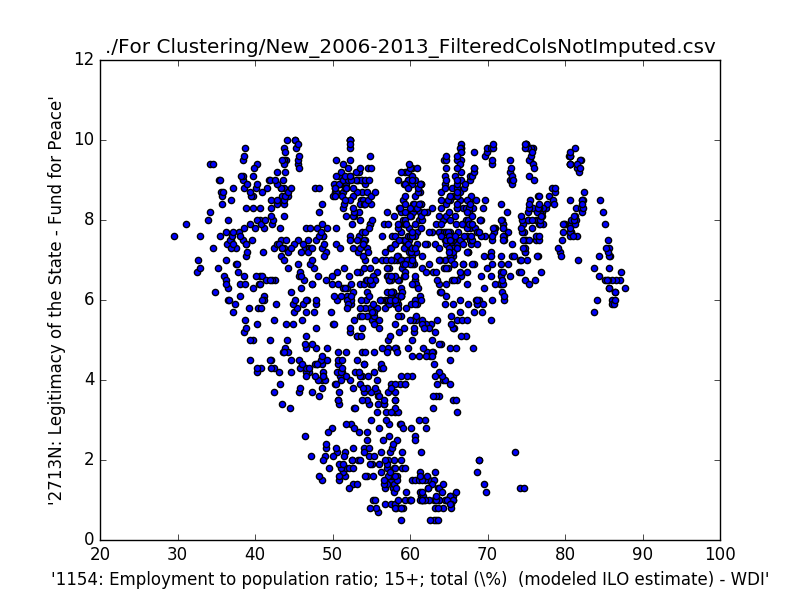 ./For Clustering/New_2006-2013_FilteredColsNotImputed.csv
'2713N: Legitimacy of the State - Fund for Peace'
12
10
8
6
4
2
0
20 30 40 50 60 70 80 90 100
'1154: Employment to population ratio; 15+; total (\%)  (modeled ILO estimate) - WDI'